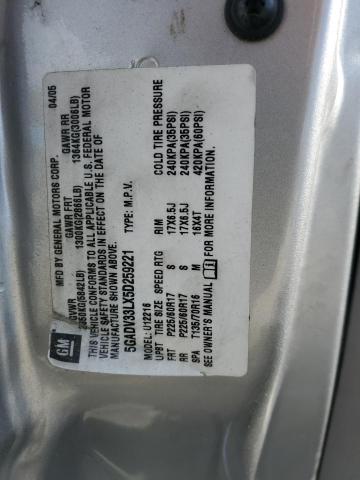 GM
MFD BY GENERAL MOTORS CORP. 04/05
GVWR GAWR FRT GAWR RR
2650KG(5842LB) 1300KG(2866LB) 1364KG(3006LB)
THIS VEHICLE CONFORMS TO ALL APPLICABLE U.S. FEDERAL MOTOR
VEHICLE SAFETY STANDARDS IN EFFECT ON THE DATE OF
MANUFACTURE SHOWN ABOVE.
5GADV33LX5D259221 TYPE: M.P.V.
MODEL: U12216
UPBT TIRE SIZE SPEED RTG RIM COLD TIRE PRESSURE
FRT P225/60R17 S 17X6.5J 240KPA(35PSI)
RR P225/60R17 S 17X6.5J 240KPA(35PSI)
SPA T135/70R16 16X4T 420KPA(60PSI)
SEE OWNER'S MANUAL FOR MORE INFORMATION.